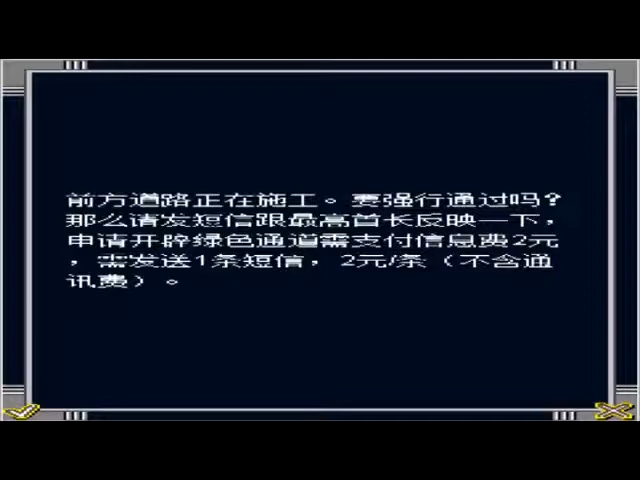 前方道路正在施工。要强行通过吗?
那么请发短信跟最高首长反映一下,
申请开辟绿色通道需支付信息费2元
,需发送1条短信,2元/条(不含通
讯费)。